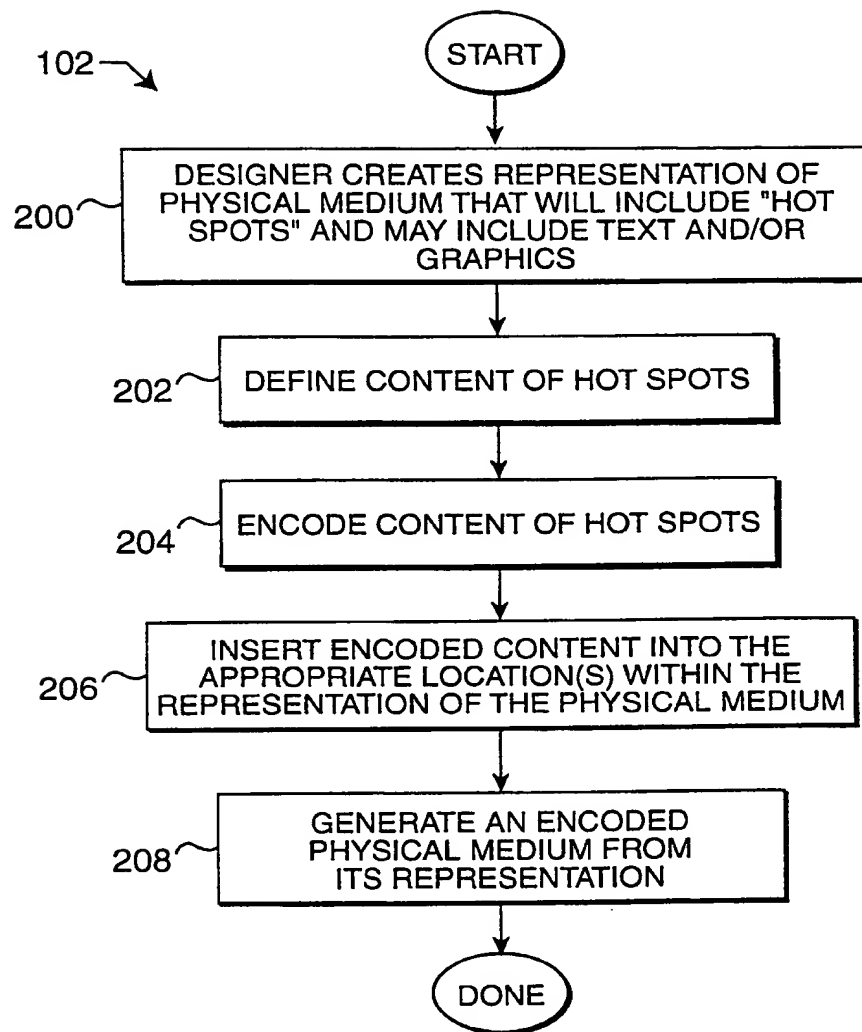 102
START
200
DESIGNER CREATES REPRESENTATION OF
PHYSICAL MEDIUM THAT WILL INCLUDE "HOT
SPOTS" AND MAY INCLUDE TEXT AND/OR
GRAPHICS
202
DEFINE CONTENT OF HOT SPOTS
204
ENCODE CONTENT OF HOT SPOTS
206
INSERT ENCODED CONTENT INTO THE
APPROPRIATE LOCATION(S) WITHIN THE
REPRESENTATION OF THE PHYSICAL MEDIUM
208
GENERATE AN ENCODED
PHYSICAL MEDIUM FROM
ITS REPRESENTATION
DONE